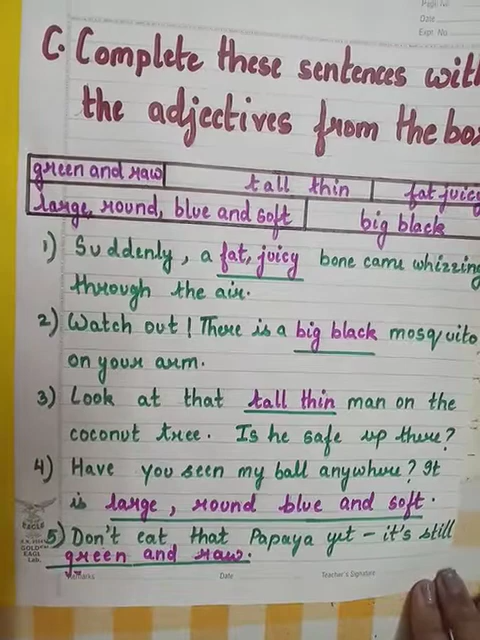 Page No
Date
Expt. No.
C. Complete these sentences with
the adjectives from the box
green and raw tall thin fat juicy
large, round, blue and soft big black
1) Suddenly, a fat, juicy bone came whizzing
through the air.
2) Watch out! There is a big black mosquito
on your arm.
3) Look at that tall thin man on the
coconut tree. Is he safe up there?
4) Have you seen my ball anywhere? It
is large, round blue and soft.
EAGLE
5) Don't eat that Papaya yet - it's still
green and raw.
Remarks Date Teacher's Signature